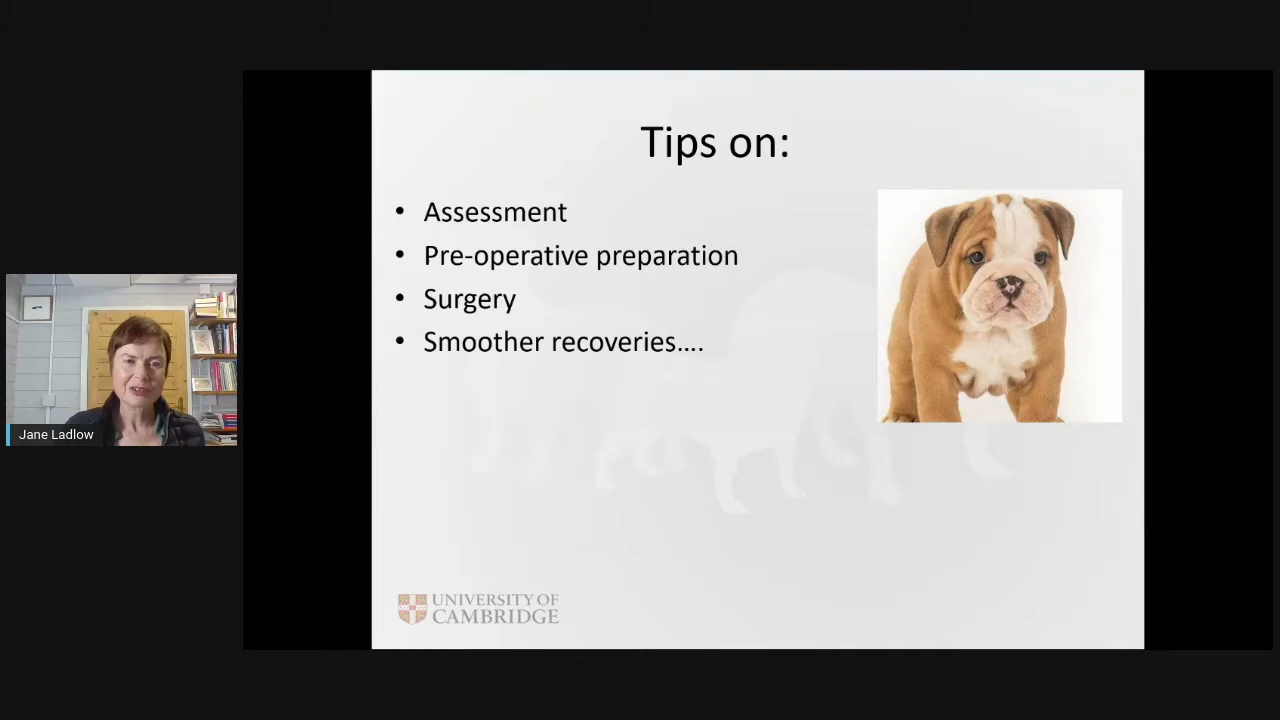 Tips on:
• Assessment
• Pre-operative preparation
• Surgery
• Smoother recoveries....
Jane Ladlow
UNIVERSITY OF
CAMBRIDGE